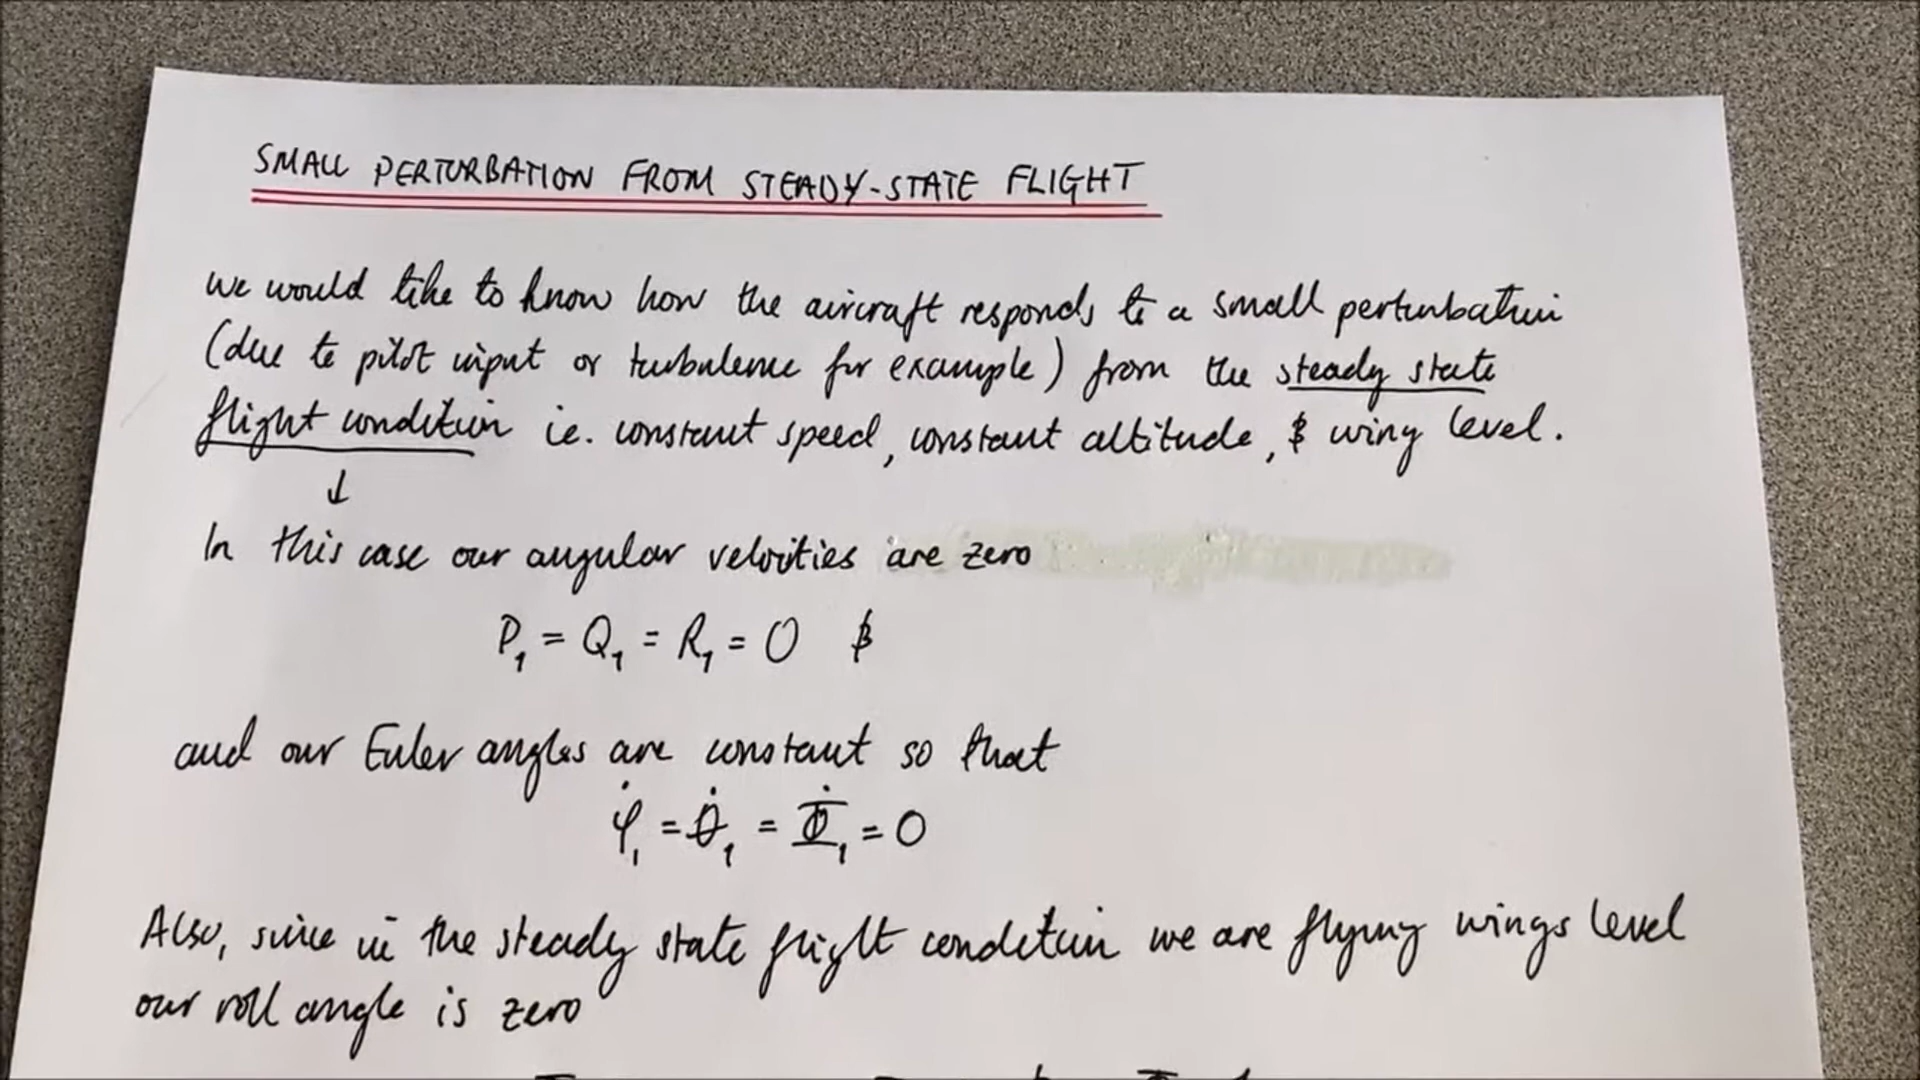 SMALL PERTURBATION FROM STEADY-STATE FLIGHT
we would like to know how the aircraft responds to a small perturbation
(due to pilot input or turbulence for example) from the steady state
flight condition ie. constant speed, constant altitude, & wing level.
↓
In this case our angular velocities are zero
P₁ = Q₁ = R₁ = 0 &
and our Euler angles are constant so that
φ̇₁ = θ̇₁ = Φ̇₁ = 0
Also, since in the steady state flight condition we are flying wings level
our roll angle is zero